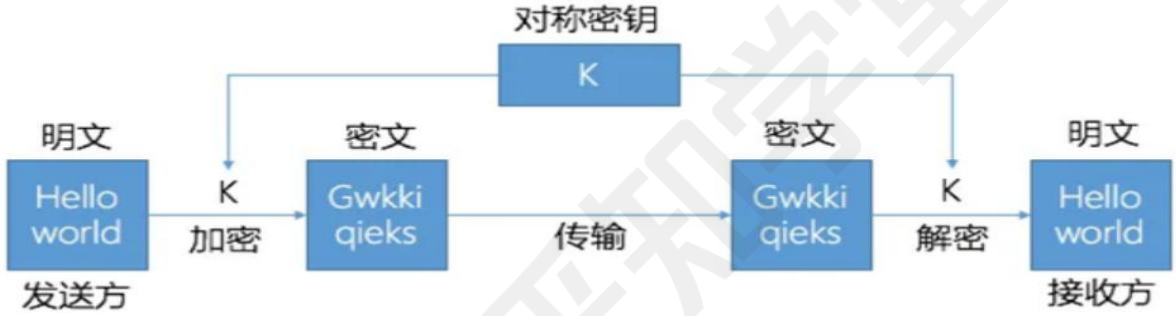 对称密钥
K
明文
密文
密文
明文
Hello
world
K
加密
Gwkki
qieks
传输
Gwkki
qieks
K
解密
Hello
world
发送方
接收方